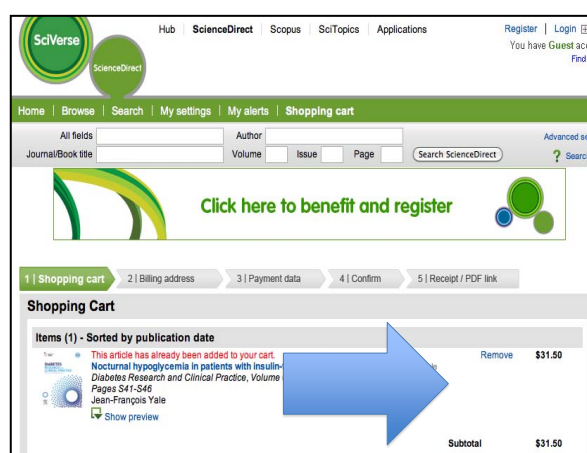 SciVerse
ScienceDirect
Hub ScienceDirect Scopus SciTopics Applications
Register | Login
You have Guest acc
Find
Home | Browse | Search | My settings | My alerts | Shopping cart
All fields Author Advanced se
Journal/Book title Volume Issue Page Search ScienceDirect ? Searc
Click here to benefit and register
1 | Shopping cart 2 | Billing address 3 | Payment data 4 | Confirm 5 | Receipt / PDF link
Shopping Cart
Items (1) - Sorted by publication date
This article has already been added to your cart. Remove $31.50
Nocturnal hypoglycemia in patients with insulin-
Diabetes Research and Clinical Practice, Volume
Pages S41-S46
Jean-François Yale
Show preview
Subtotal $31.50